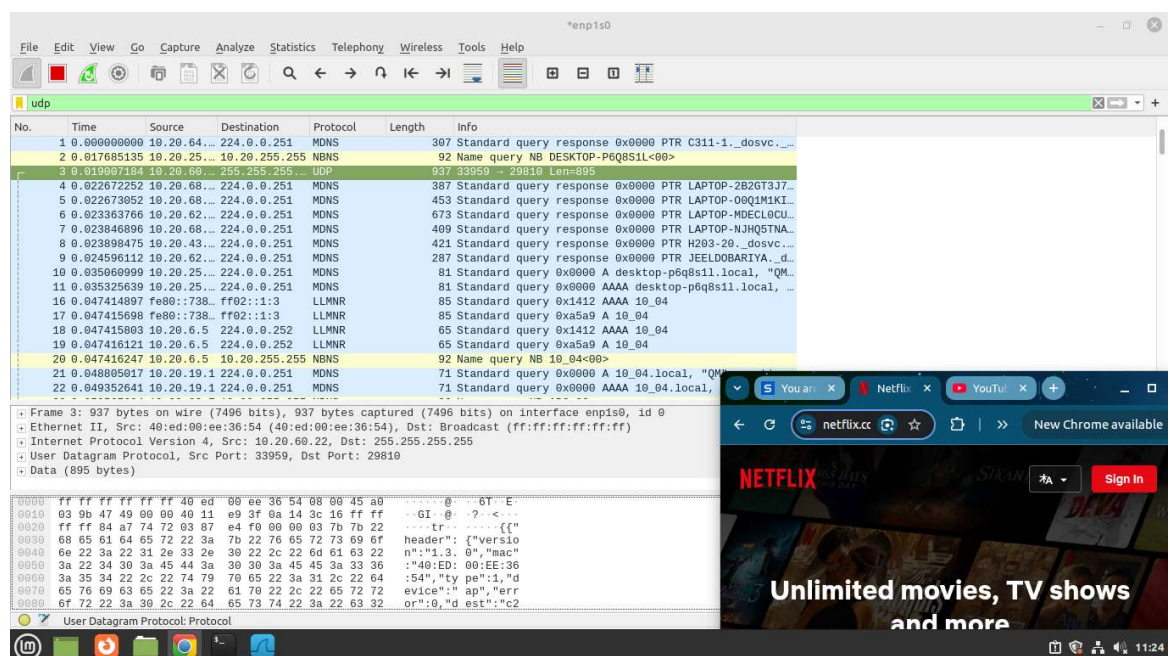 *enp1s0
File Edit View Go Capture Analyze Statistics Telephony Wireless Tools Help
udp
No. Time Source Destination Protocol Length Info
1 0.000000000 10.20.64… 224.0.0.251 MDNS 307 Standard query response 0x0000 PTR C311-1._dosvc._…
2 0.017685135 10.20.25… 10.20.255.255 NBNS 92 Name query NB DESKTOP-P6Q8S1L<00>
3 0.019007184 10.20.60… 255.255.255… UDP 937 33959 → 29810 Len=895
4 0.022672252 10.20.68… 224.0.0.251 MDNS 387 Standard query response 0x0000 PTR LAPTOP-2B2GT3J7…
5 0.022673052 10.20.68… 224.0.0.251 MDNS 453 Standard query response 0x0000 PTR LAPTOP-O0Q1M1KI…
6 0.023363766 10.20.62… 224.0.0.251 MDNS 673 Standard query response 0x0000 PTR LAPTOP-MDECL0CU…
7 0.023846896 10.20.68… 224.0.0.251 MDNS 409 Standard query response 0x0000 PTR LAPTOP-NJHQ5TNA…
8 0.023898475 10.20.43… 224.0.0.251 MDNS 421 Standard query response 0x0000 PTR H203-20._dosvc.…
9 0.024596112 10.20.62… 224.0.0.251 MDNS 287 Standard query response 0x0000 PTR JEELDOBARIYA._d…
10 0.035060999 10.20.25… 224.0.0.251 MDNS 81 Standard query 0x0000 A desktop-p6q8s1l.local, "QM…
11 0.035325639 10.20.25… 224.0.0.251 MDNS 81 Standard query 0x0000 AAAA desktop-p6q8s1l.local, …
16 0.047414897 fe80::738… ff02::1:3 LLMNR 85 Standard query 0x1412 AAAA 10_04
17 0.047415698 fe80::738… ff02::1:3 LLMNR 85 Standard query 0xa5a9 A 10_04
18 0.047415803 10.20.6.5 224.0.0.252 LLMNR 65 Standard query 0x1412 AAAA 10_04
19 0.047416121 10.20.6.5 224.0.0.252 LLMNR 65 Standard query 0xa5a9 A 10_04
20 0.047416247 10.20.6.5 10.20.255.255 NBNS 92 Name query NB 10_04<00>
21 0.048805017 10.20.19.1 224.0.0.251 MDNS 71 Standard query 0x0000 A 10_04.local, "QM"
22 0.049352641 10.20.19.1 224.0.0.251 MDNS 71 Standard query 0x0000 AAAA 10_04.local,
Frame 3: 937 bytes on wire (7496 bits), 937 bytes captured (7496 bits) on interface enp1s0, id 0
Ethernet II, Src: 40:ed:00:ee:36:54 (40:ed:00:ee:36:54), Dst: Broadcast (ff:ff:ff:ff:ff:ff)
Internet Protocol Version 4, Src: 10.20.60.22, Dst: 255.255.255.255
User Datagram Protocol, Src Port: 33959, Dst Port: 29810
Data (895 bytes)
0000 ff ff ff ff ff ff 40 ed 00 ee 36 54 08 00 45 a0 ······@· ··6T··E·
0010 03 9b 47 49 00 00 40 11 e9 3f 0a 14 3c 16 ff ff ··GI··@· ·?··<···
0020 ff ff 84 a7 74 72 03 87 e4 f0 00 00 03 7b 7b 22 ····tr·· ·····{{"
0030 68 65 61 64 65 72 22 3a 7b 22 76 65 72 73 69 6f header": {"versio
0040 6e 22 3a 22 31 2e 33 2e 30 22 2c 22 6d 61 63 22 n":"1.3. 0","mac"
0050 3a 22 34 30 3a 45 44 3a 30 30 3a 45 45 3a 33 36 :"40:ED: 00:EE:36
0060 3a 35 34 22 2c 22 74 79 70 65 22 3a 31 2c 22 64 :54","ty pe":1,"d
0070 65 76 69 63 65 22 3a 22 61 70 22 2c 22 65 72 72 evice":" ap","err
0080 6f 72 22 3a 30 2c 22 64 65 73 74 22 3a 22 63 32 or":0,"d est":"c2
User Datagram Protocol: Protocol
S You are Netflix YouTub
netflix.cc New Chrome available
NETFLIX Sign In
Unlimited movies, TV shows
and more
11:24